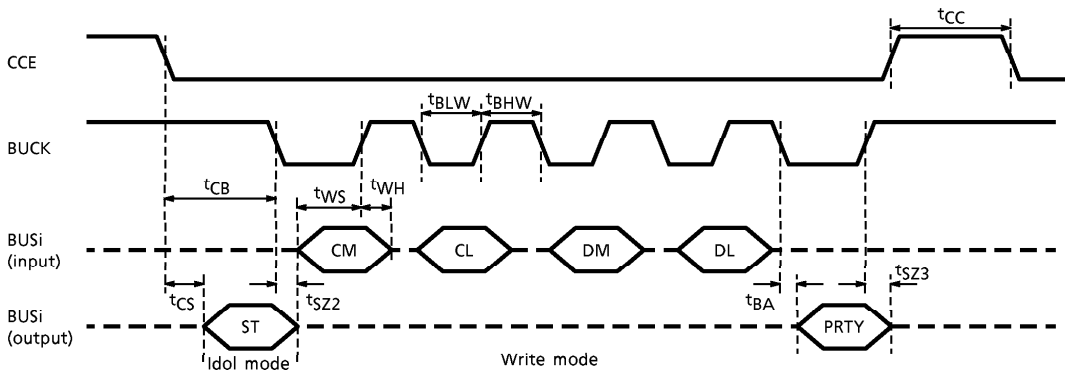 tCC
CCE
tBLW
tBHW
BUCK
tCB
tWS
tWH
BUSi
(input)
CM
CL
DM
DL
tCS
tSZ2
tBA
tSZ3
BUSi
(output)
ST
PRTY
Idol mode
Write mode